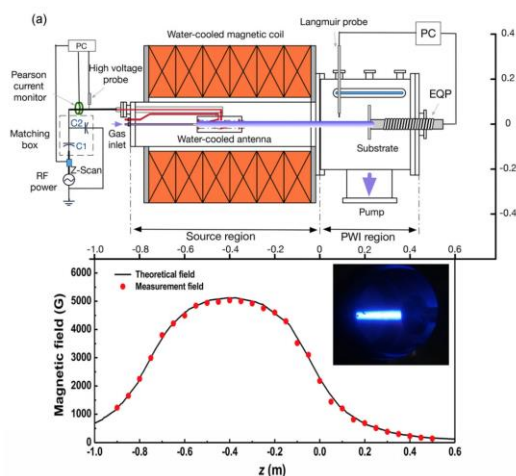 (a)
PC
Pearson
current
monitor
High voltage
probe
Matching
box
C2
C1
Z-Scan
RF
power
Gas
inlet
Water-cooled magnetic coil
Water-cooled antenna
Langmuir probe
PC
EQP
Substrate
Pump
Source region
PWI region
0.4
0.2
0
-0.2
-0.4
-1.0 -0.8 -0.6 -0.4 -0.2 0 0.2 0.4 0.6
Theoretical field
Measurement field
Magnetic field (G)
6000
5000
4000
3000
2000
1000
0
-1.0 -0.8 -0.6 -0.4 -0.2 0.0 0.2 0.4 0.6
z (m)